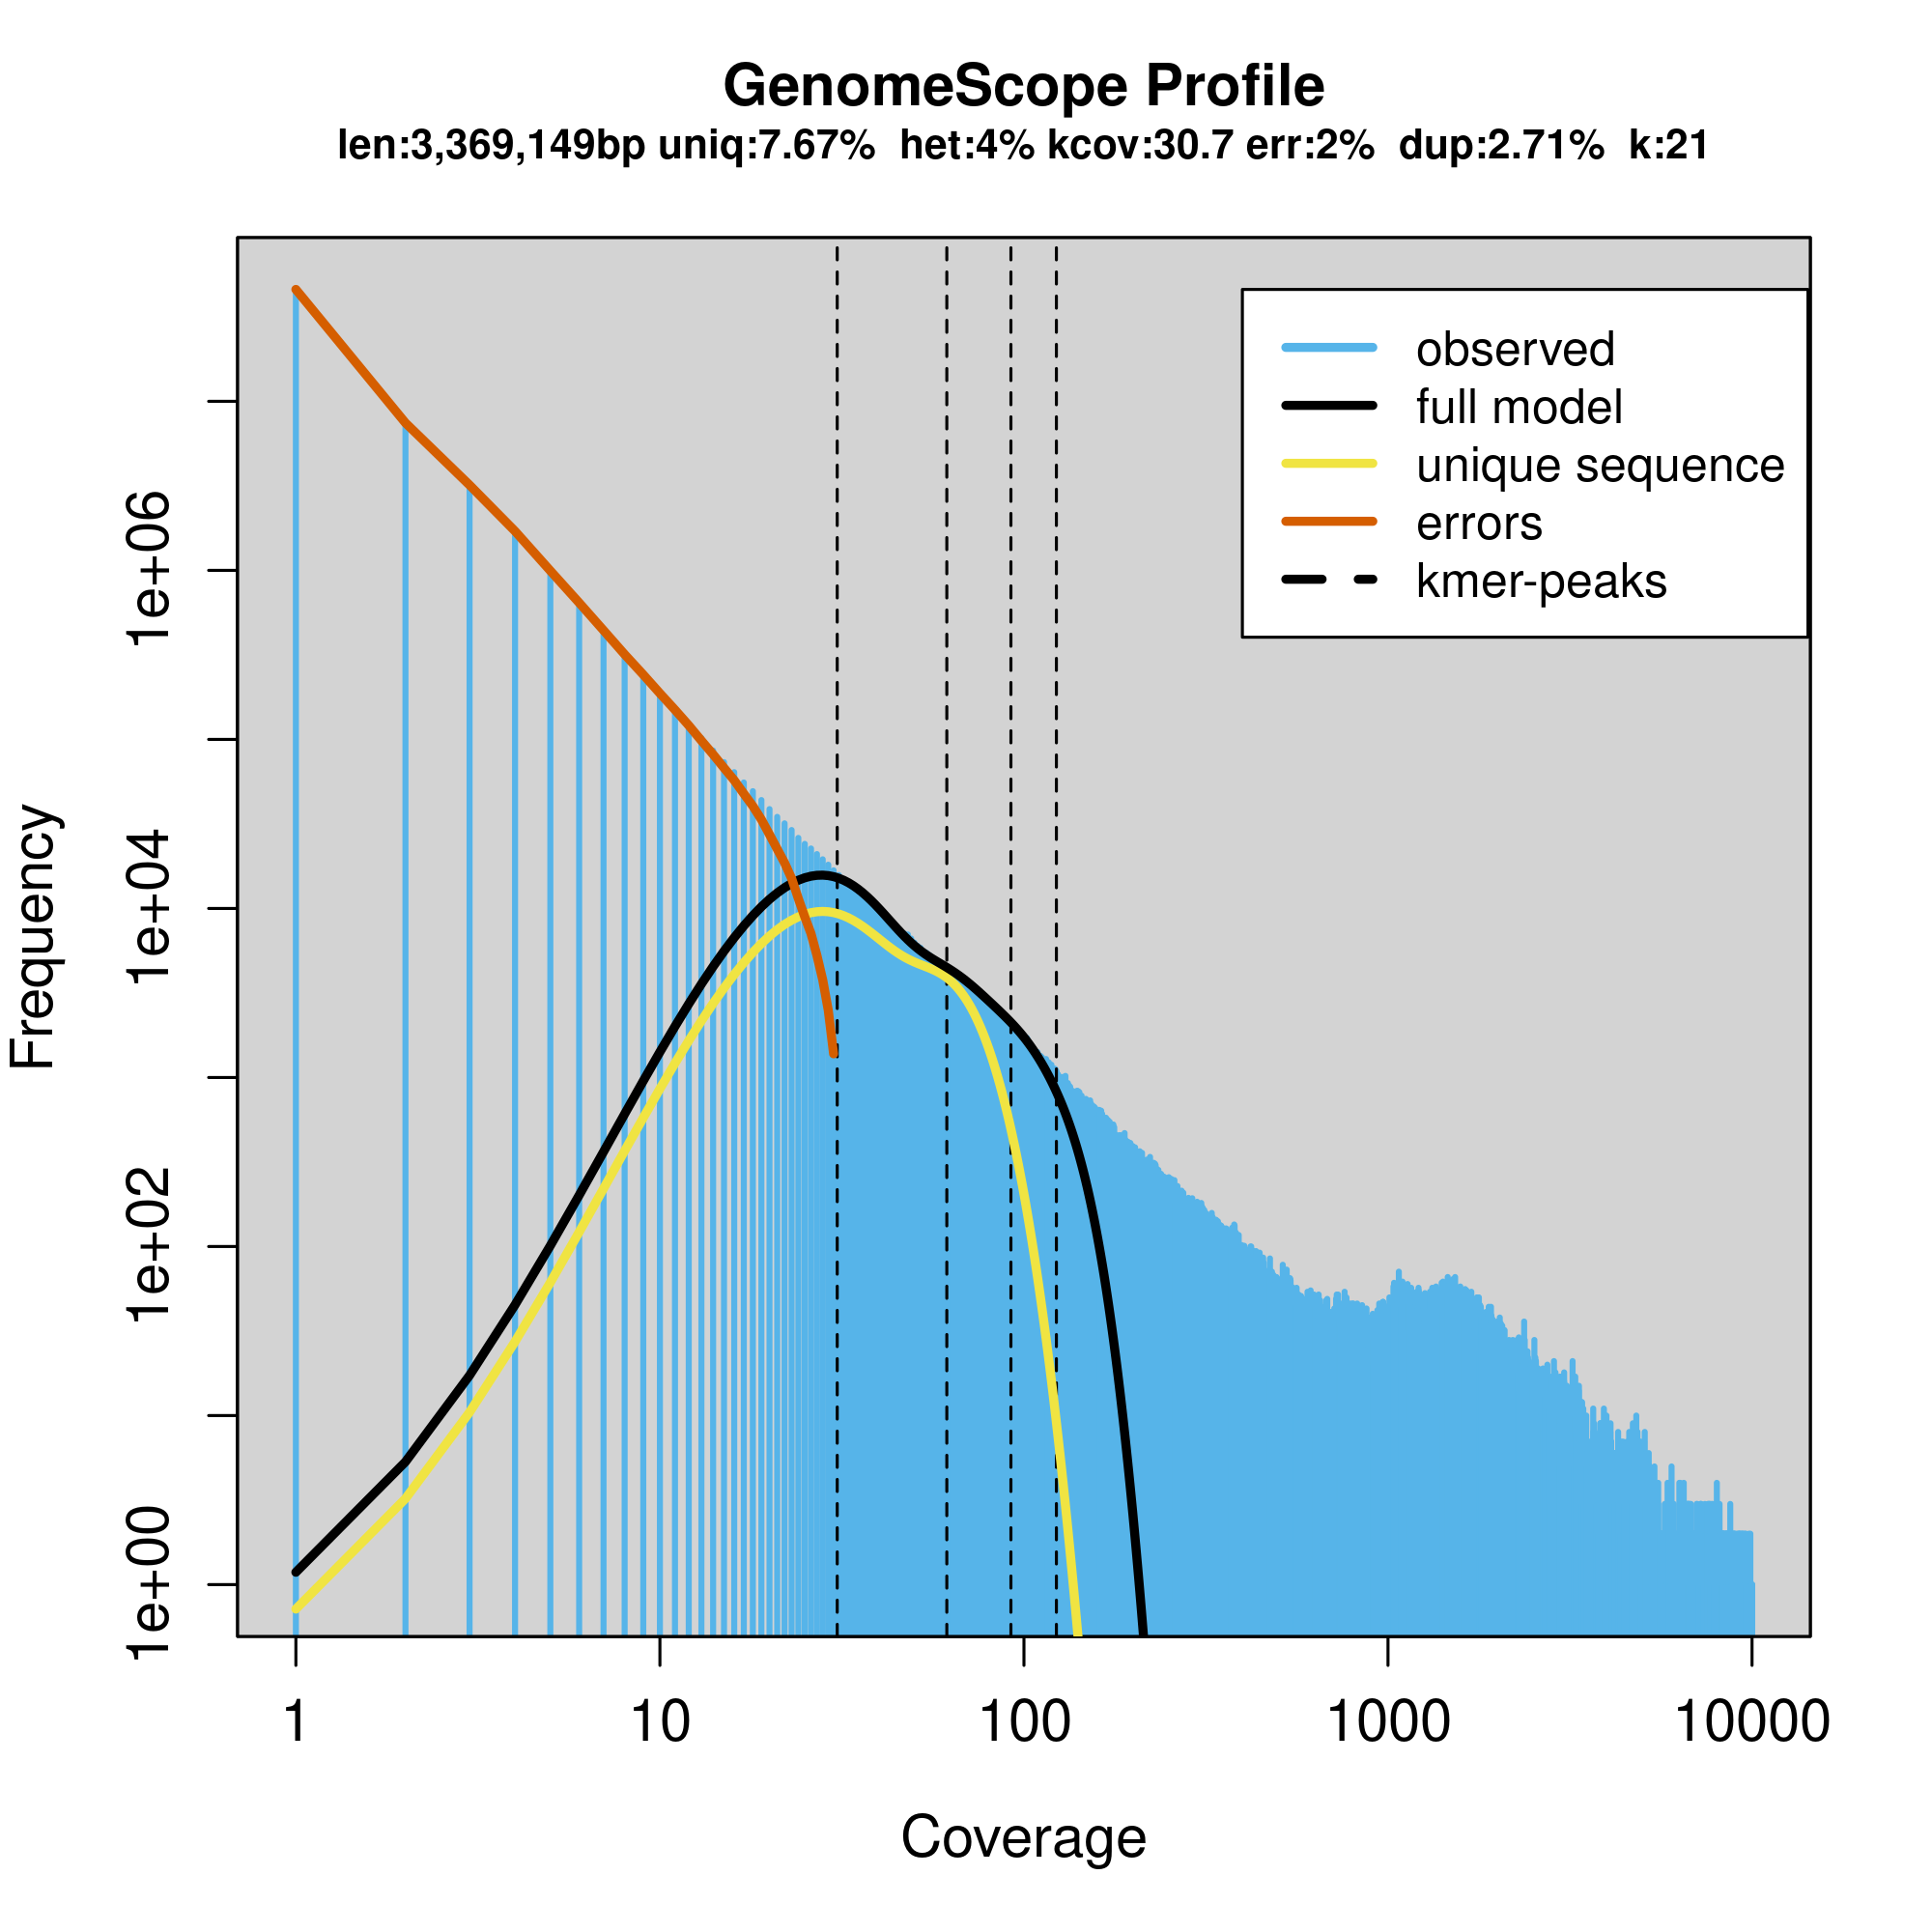 GenomeScope Profile
len:3,369,149bp uniq:7.67%  het:4% kcov:30.7 err:2%  dup:2.71%  k:21
observed
full model
unique sequence
errors
kmer-peaks
Frequency
1e+06
1e+04
1e+02
1e+00
1 10 100 1000 10000
Coverage